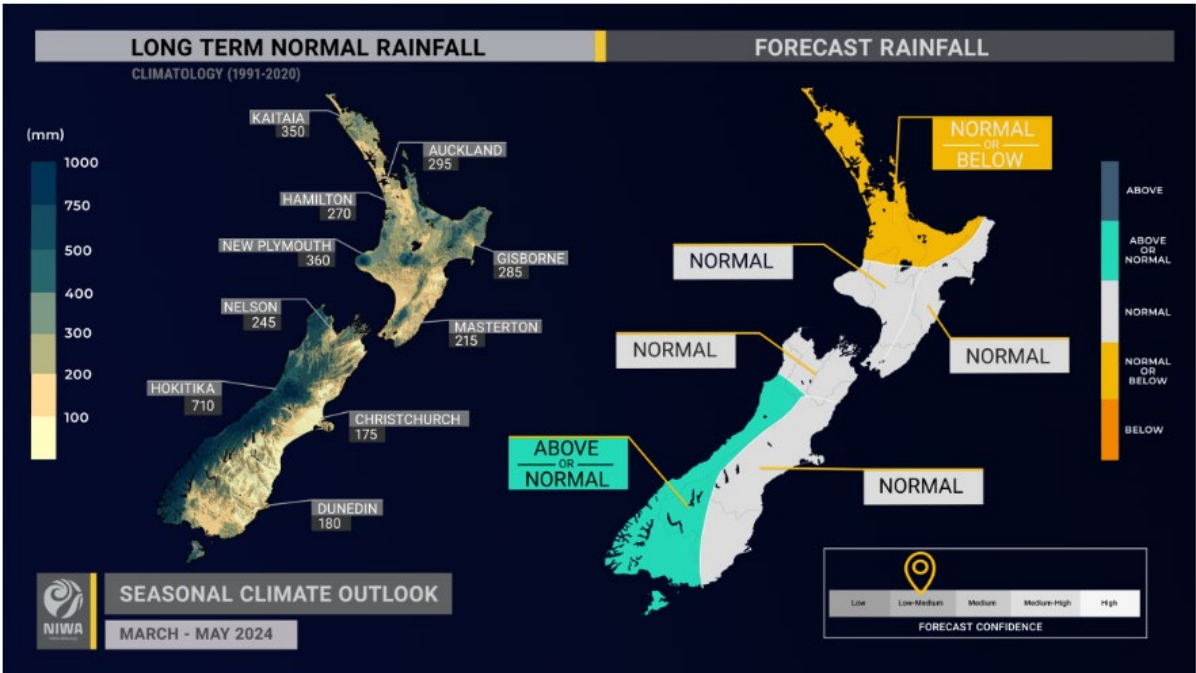 LONG TERM NORMAL RAINFALL
CLIMATOLOGY (1991-2020)
(mm)
1000
750
500
400
300
200
100
KAITAIA
350
AUCKLAND
295
HAMILTON
270
NEW PLYMOUTH
360
GISBORNE
285
NELSON
245
MASTERTON
215
HOKITIKA
710
CHRISTCHURCH
175
DUNEDIN
180
NIWA
SEASONAL CLIMATE OUTLOOK
MARCH - MAY 2024
FORECAST RAINFALL
NORMAL
OR
BELOW
NORMAL
NORMAL
NORMAL
ABOVE
OR
NORMAL
NORMAL
ABOVE
ABOVE
OR
NORMAL
NORMAL
NORMAL
OR
BELOW
BELOW
Low
Low-Medium
Medium
Medium-High
High
FORECAST CONFIDENCE